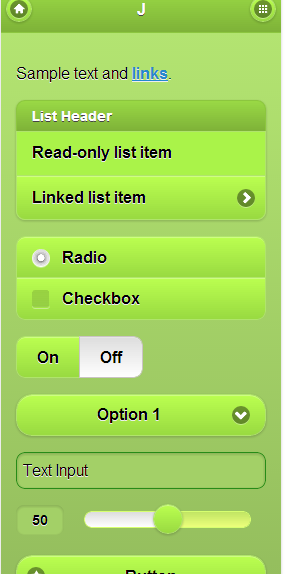 J
Sample text and links.
List Header
Read-only list item
Linked list item
Radio
Checkbox
On Off
Option 1
Text Input
50
Button